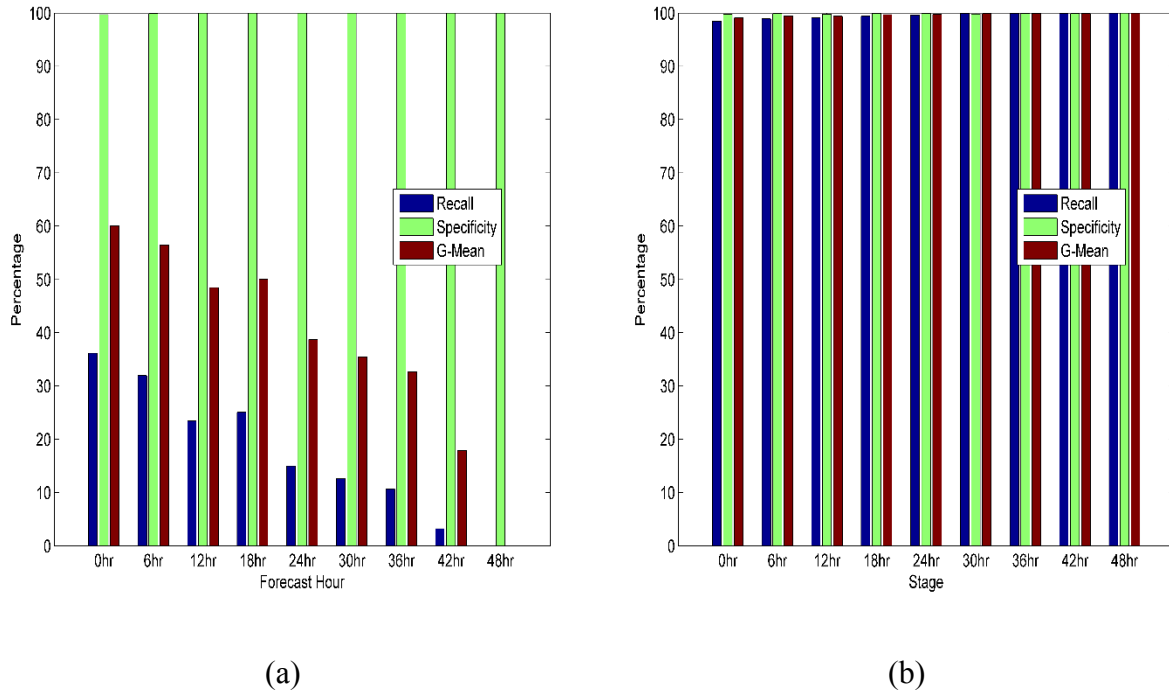 100
90
80
70
60
50
40
30
20
10
0
Percentage
Recall
Specificity
G-Mean
0hr 6hr 12hr 18hr 24hr 30hr 36hr 42hr 48hr
Forecast Hour
(a)
100
90
80
70
60
50
40
30
20
10
0
Percentage
Recall
Specificity
G-Mean
0hr 6hr 12hr 18hr 24hr 30hr 36hr 42hr 48hr
Stage
(b)